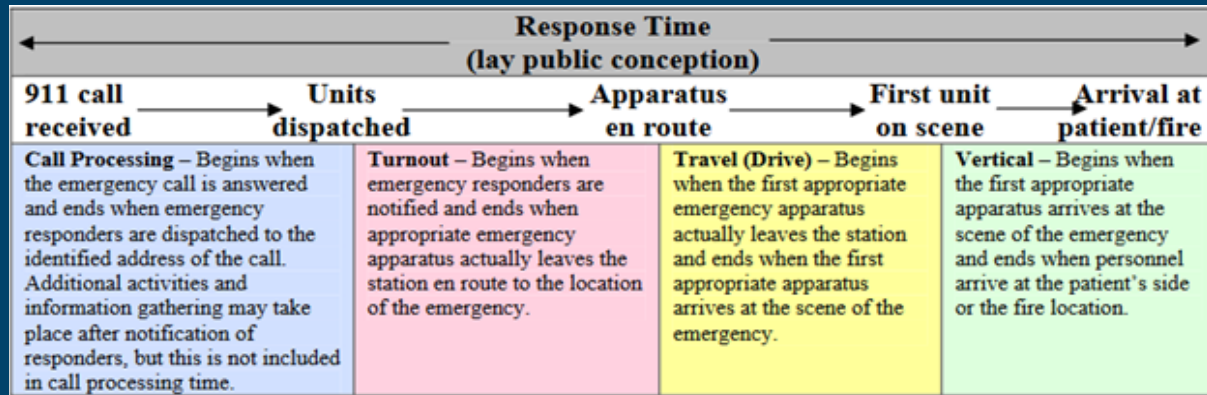 Response Time
(lay public conception)
911 call
received
Units
dispatched
Apparatus
en route
First unit
on scene
Arrival at
patient/fire
Call Processing – Begins when
the emergency call is answered
and ends when emergency
responders are dispatched to the
identified address of the call.
Additional activities and
information gathering may take
place after notification of
responders, but this is not included
in call processing time.
Turnout – Begins when
emergency responders are
notified and ends when
appropriate emergency
apparatus actually leaves the
station en route to the location
of the emergency.
Travel (Drive) – Begins
when the first appropriate
emergency apparatus
actually leaves the station
and ends when the first
appropriate apparatus
arrives at the scene of the
emergency.
Vertical – Begins when
the first appropriate
apparatus arrives at the
scene of the emergency
and ends when personnel
arrive at the patient’s side
or the fire location.